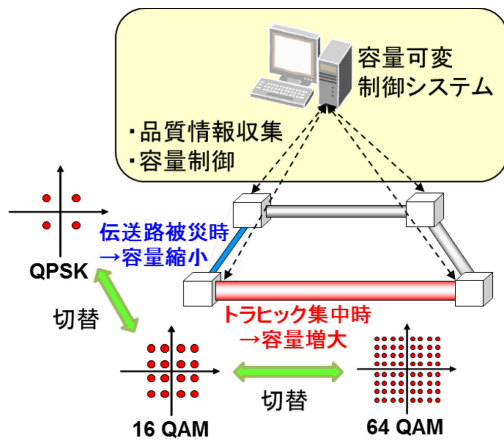 容量可変
制御システム
・品質情報収集
・容量制御
伝送路被災時
→容量縮小
QPSK
切替
トラヒック集中時
→容量増大
切替
16 QAM
64 QAM